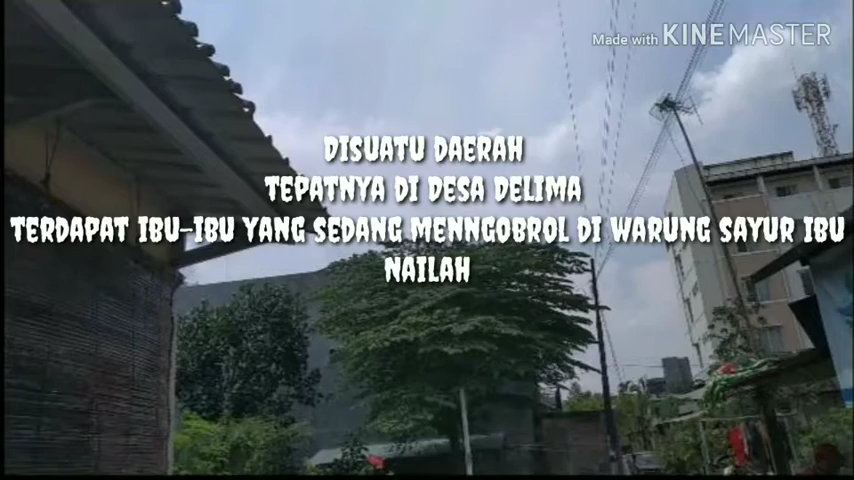 Made with KINEMASTER
DISUATU DAERAH
TEPATNYA DI DESA DELIMA
TERDAPAT IBU-IBU YANG SEDANG MENNGOBROL DI WARUNG SAYUR IBU
NAILAH